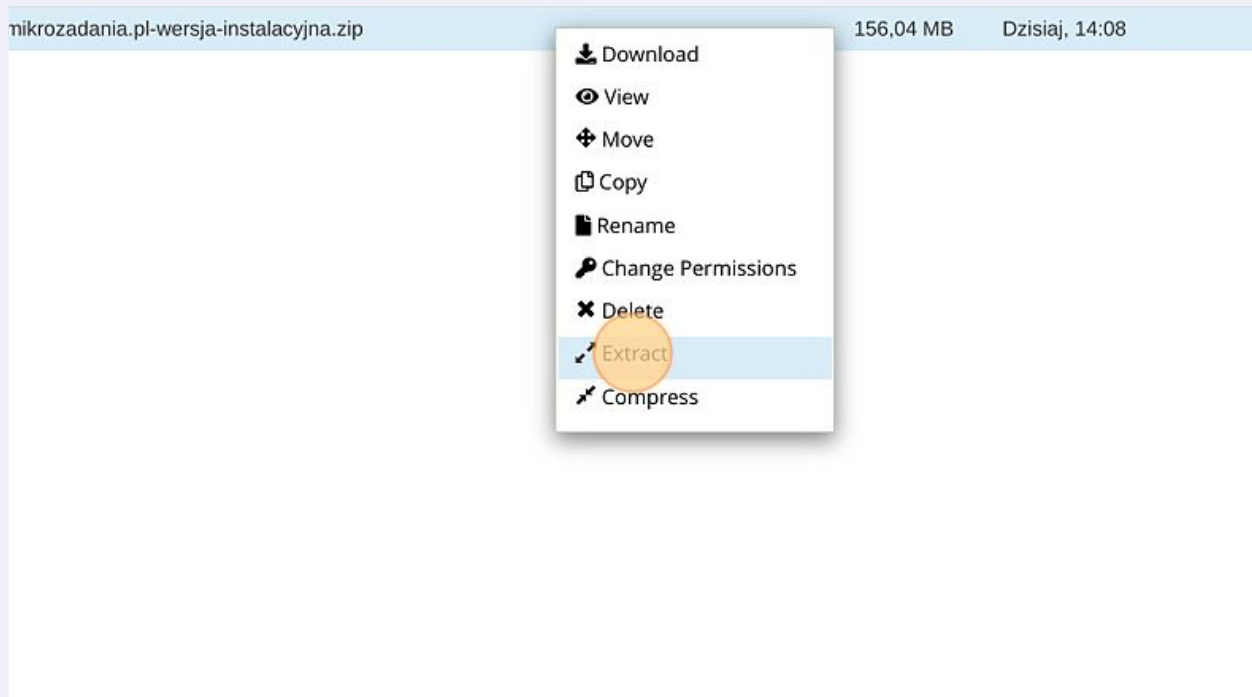 mikrozadania.pl-wersja-instalacyjna.zip 156,04 MB Dzisiaj, 14:08
Download
View
Move
Copy
Rename
Change Permissions
Delete
Extract
Compress